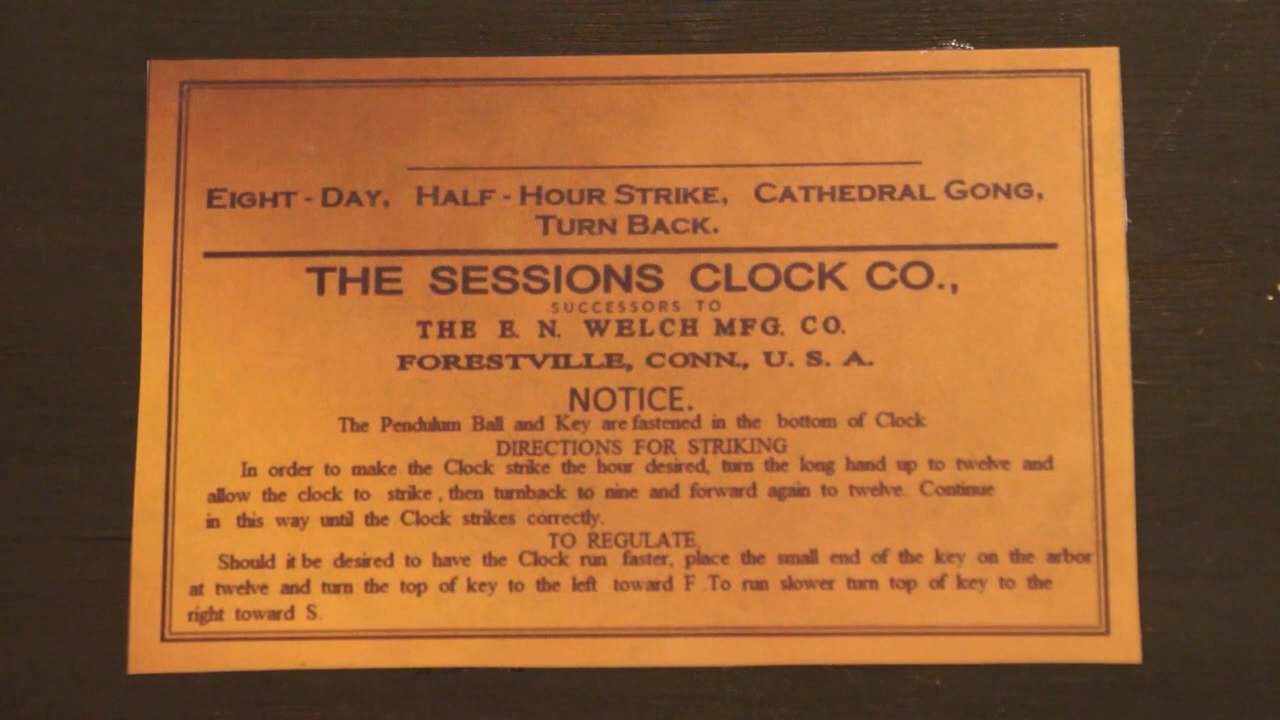 EIGHT - DAY, HALF - HOUR STRIKE, CATHEDRAL GONG,
TURN BACK.
THE SESSIONS CLOCK CO.,
SUCCESSORS TO
THE E. N. WELCH MFG. CO.
FORESTVILLE, CONN., U. S. A.
NOTICE.
The Pendulum Ball and Key are fastened in the bottom of Clock
DIRECTIONS FOR STRIKING
In order to make the Clock strike the hour desired, turn the long hand up to twelve and
allow the clock to strike , then turnback to nine and forward again to twelve. Continue
in this way until the Clock strikes correctly.
TO REGULATE.
Should it be desired to have the Clock run faster, place the small end of the key on the arbor
at twelve and turn the top of key to the left toward F .To run slower turn top of key to the
right toward S.